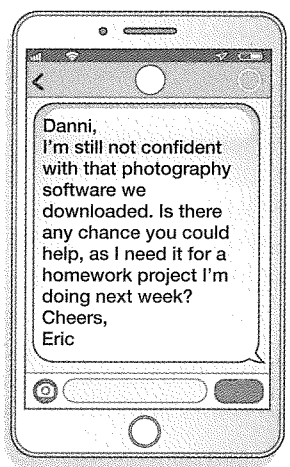 Danni,
I'm still not confident
with that photography
software we
downloaded. Is there
any chance you could
help, as I need it for a
homework project I'm
doing next week?
Cheers,
Eric